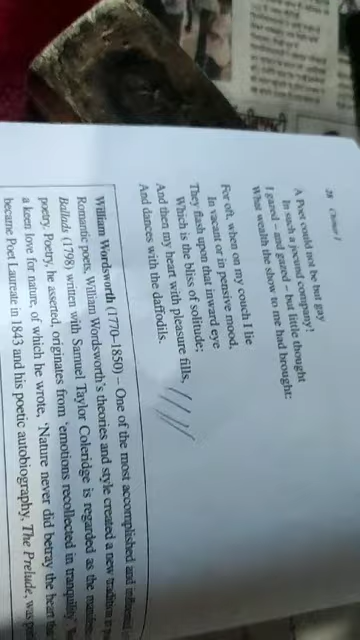 28 Chimes 1
A Poet could not be but gay
In such a jocund company!
I gazed – and gazed – but little thought
What wealth the show to me had brought:
For oft, when on my couch I lie
In vacant or in pensive mood,
They flash upon that inward eye
Which is the bliss of solitude;
And then my heart with pleasure fills,
And dances with the daffodils.
William Wordsworth (1770–1850) – One of the most accomplished and
Romantic poets, William Wordsworth's theories and style created a new tradition in
Ballads (1798) written with Samuel Taylor Coleridge is regarded as the
poetry. Poetry, he asserted, originates from 'emotions recollected in tranquility'.
a keen love for nature, of which he wrote, 'Nature never did betray the heart
became Poet Laureate in 1843 and his poetic autobiography, The Prelude, was